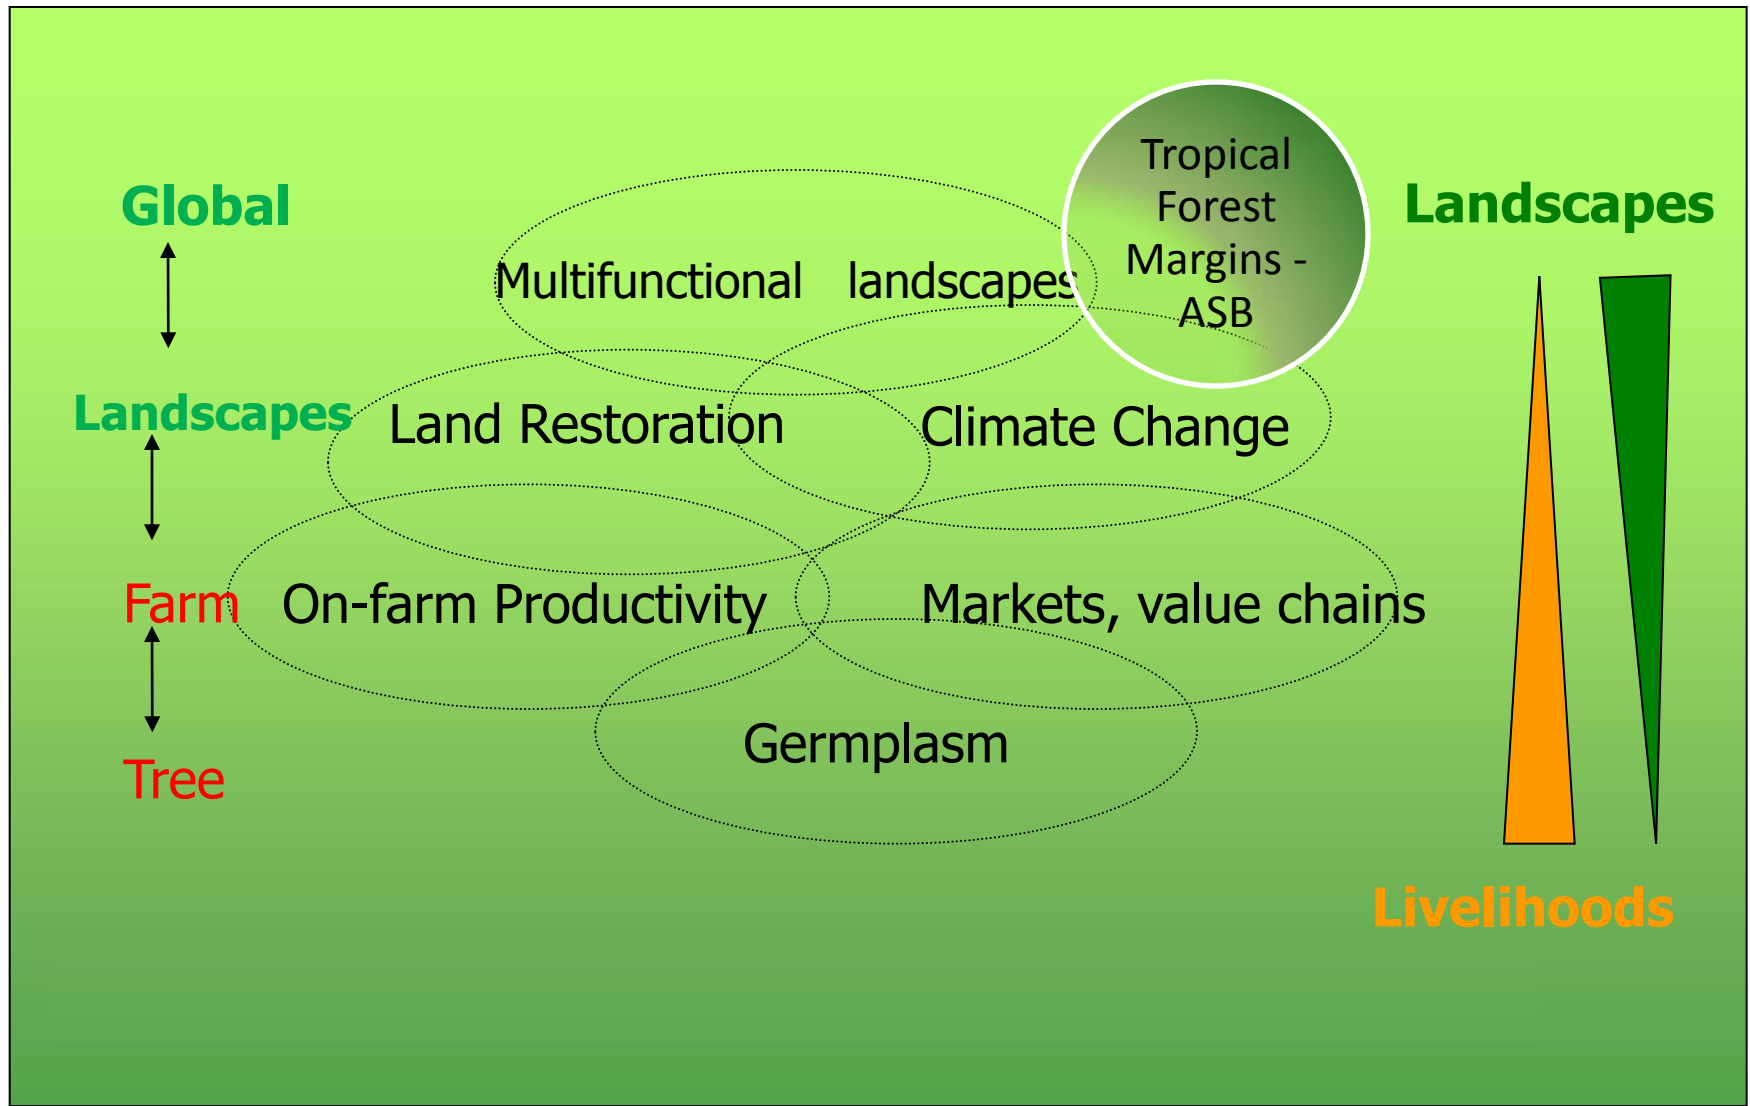 Tropical
Forest
Margins -
ASB
Global
Landscapes
Multifunctional landscapes
Landscapes
Land Restoration
Climate Change
Farm
On-farm Productivity
Markets, value chains
Germplasm
Tree
Livelihoods